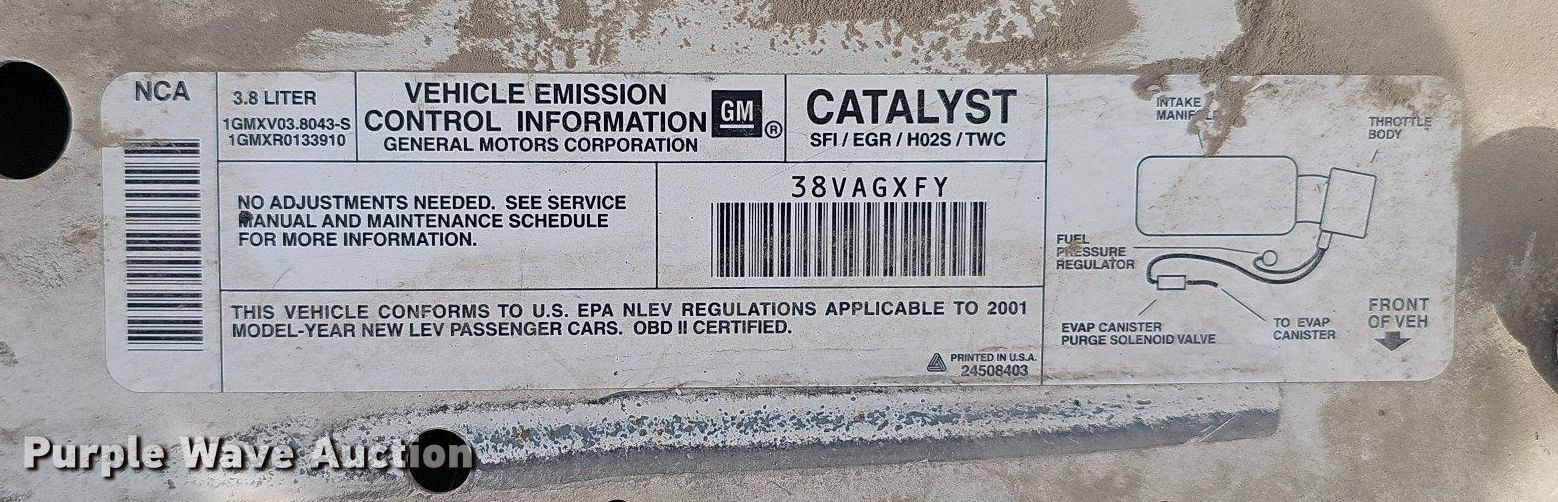 NCA
3.8 LITER
1GMXV03.8043-S
1GMXR0133910
VEHICLE EMISSION
CONTROL INFORMATION
GENERAL MOTORS CORPORATION
GM
®
CATALYST
SFI / EGR / H02S / TWC
NO ADJUSTMENTS NEEDED. SEE SERVICE
MANUAL AND MAINTENANCE SCHEDULE
FOR MORE INFORMATION.
38VAGXFY
THIS VEHICLE CONFORMS TO U.S. EPA NLEV REGULATIONS APPLICABLE TO 2001
MODEL-YEAR NEW LEV PASSENGER CARS. OBD II CERTIFIED.
PRINTED IN U.S.A.
24508403
INTAKE
THROTTLE
BODY
FUEL
PRESSURE
REGULATOR
EVAP CANISTER
PURGE SOLENOID VALVE
TO EVAP
CANISTER
FRONT
OF VEH
Purple Wave Auction